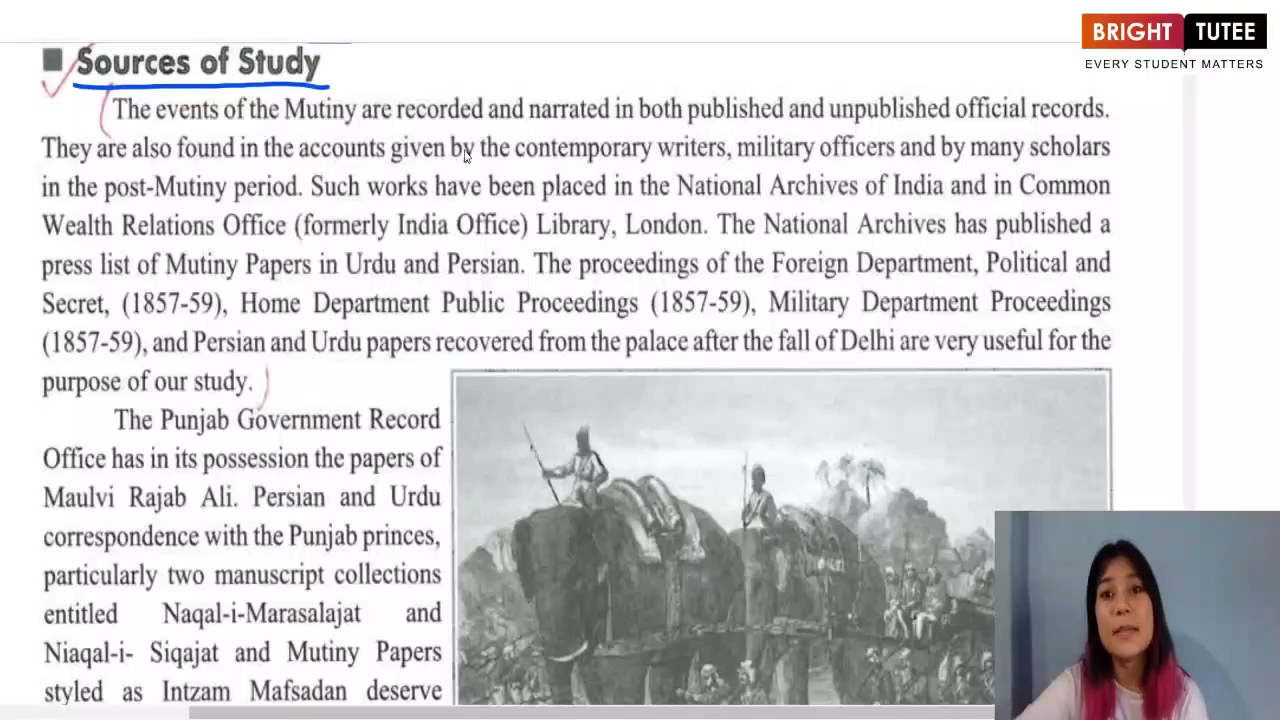 BRIGHT TUTEE
EVERY STUDENT MATTERS
Sources of Study
The events of the Mutiny are recorded and narrated in both published and unpublished official records.
They are also found in the accounts given by the contemporary writers, military officers and by many scholars
in the post-Mutiny period. Such works have been placed in the National Archives of India and in Common
Wealth Relations Office (formerly India Office) Library, London. The National Archives has published a
press list of Mutiny Papers in Urdu and Persian. The proceedings of the Foreign Department, Political and
Secret, (1857-59), Home Department Public Proceedings (1857-59), Military Department Proceedings
(1857-59), and Persian and Urdu papers recovered from the palace after the fall of Delhi are very useful for the
purpose of our study.
The Punjab Government Record
Office has in its possession the papers of
Maulvi Rajab Ali. Persian and Urdu
correspondence with the Punjab princes,
particularly two manuscript collections
entitled Naqal-i-Marasalajat and
Niaqal-i- Siqajat and Mutiny Papers
styled as Intzam Mafsadan deserve